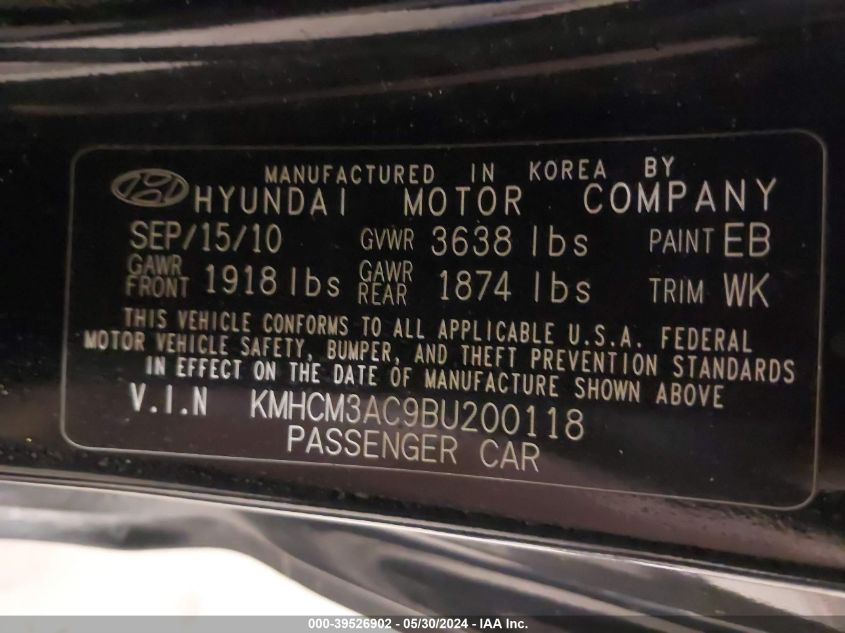 MANUFACTURED IN KOREA BY
HYUNDAI MOTOR COMPANY
SEP/15/10 GVWR 3638 lbs PAINT EB
GAWR FRONT 1918 lbs GAWR REAR 1874 lbs TRIM WK
THIS VEHICLE CONFORMS TO ALL APPLICABLE U.S.A. FEDERAL
MOTOR VEHICLE SAFETY, BUMPER, AND THEFT PREVENTION STANDARDS
IN EFFECT ON THE DATE OF MANUFACTURE SHOWN ABOVE
V.I.N KMHCM3AC9BU200118
PASSENGER CAR
000-39526902 - 05/30/2024 - IAA Inc.